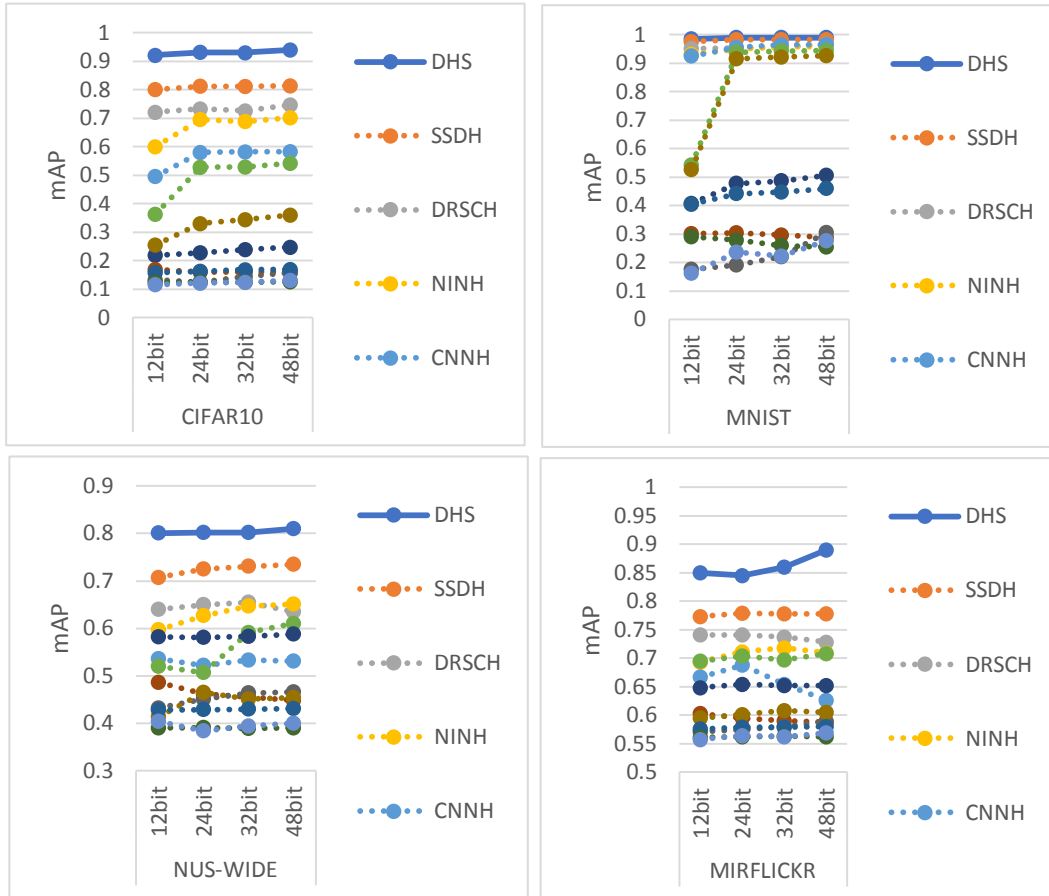 1
0.9
0.8
0.7
0.6
0.5
0.4
0.3
0.2
0.1
0
mAP
12bit
24bit
32bit
48bit
CIFAR10
DHS
SSDH
DRSCH
NINH
CNNH
1
0.9
0.8
0.7
0.6
0.5
0.4
0.3
0.2
0.1
0
mAP
12bit
24bit
32bit
48bit
MNIST
DHS
SSDH
DRSCH
NINH
CNNH
0.9
0.8
0.7
0.6
0.5
0.4
0.3
mAP
12bit
24bit
32bit
48bit
NUS-WIDE
DHS
SSDH
DRSCH
NINH
CNNH
1
0.95
0.9
0.85
0.8
0.75
0.7
0.65
0.6
0.55
0.5
mAP
12bit
24bit
32bit
48bit
MIRFLICKR
DHS
SSDH
DRSCH
NINH
CNNH